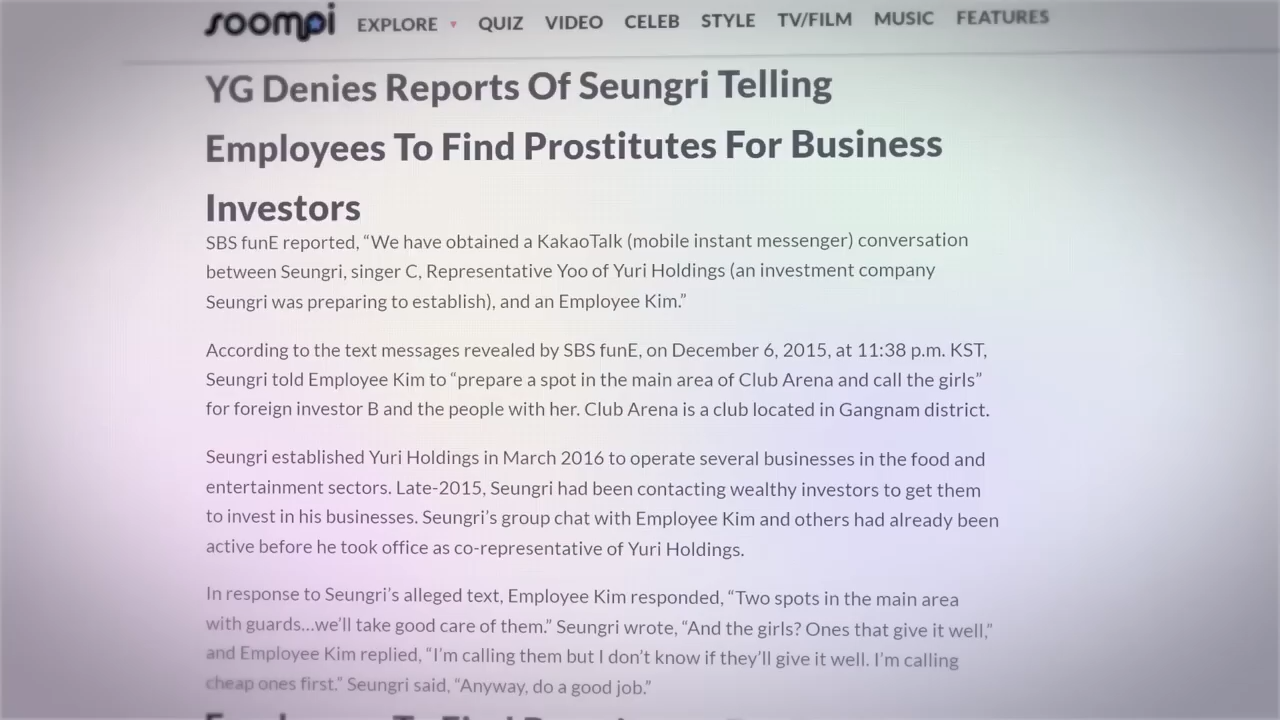 soompi EXPLORE ▼ QUIZ VIDEO CELEB STYLE TV/FILM MUSIC FEATURES
YG Denies Reports Of Seungri Telling
Employees To Find Prostitutes For Business
Investors
SBS funE reported, “We have obtained a KakaoTalk (mobile instant messenger) conversation
between Seungri, singer C, Representative Yoo of Yuri Holdings (an investment company
Seungri was preparing to establish), and an Employee Kim.”
According to the text messages revealed by SBS funE, on December 6, 2015, at 11:38 p.m. KST,
Seungri told Employee Kim to “prepare a spot in the main area of Club Arena and call the girls”
for foreign investor B and the people with her. Club Arena is a club located in Gangnam district.
Seungri established Yuri Holdings in March 2016 to operate several businesses in the food and
entertainment sectors. Late-2015, Seungri had been contacting wealthy investors to get them
to invest in his businesses. Seungri’s group chat with Employee Kim and others had already been
active before he took office as co-representative of Yuri Holdings.
In response to Seungri’s alleged text, Employee Kim responded, “Two spots in the main area
with guards…we’ll take good care of them.” Seungri wrote, “And the girls? Ones that give it well,”
and Employee Kim replied, “I’m calling them but I don’t know if they’ll give it well. I’m calling
cheap ones first.” Seungri said, “Anyway, do a good job.”